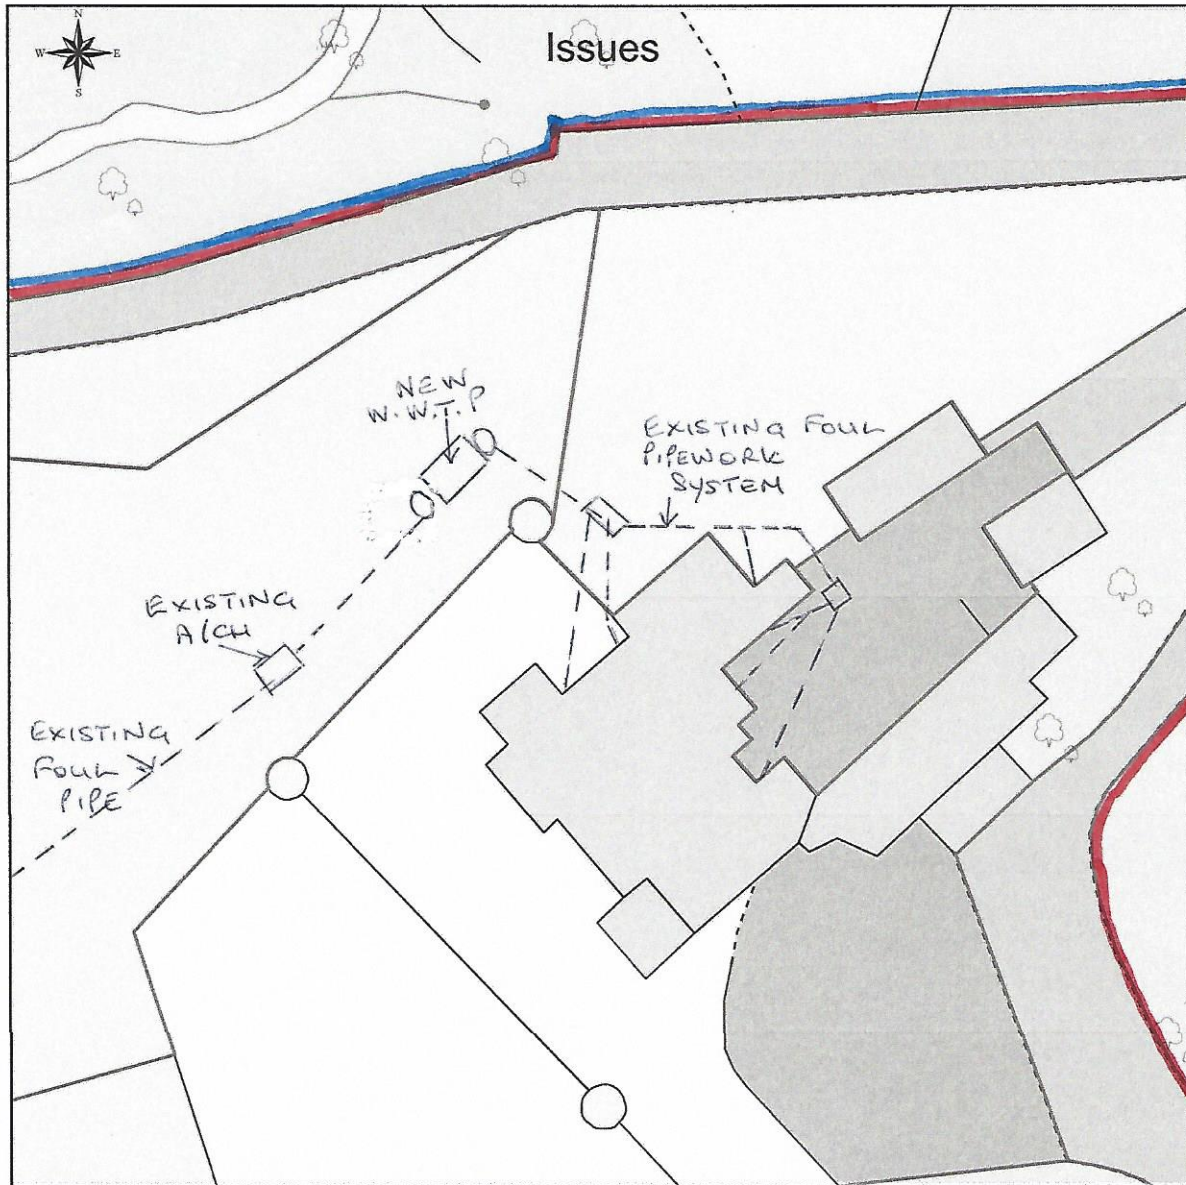 N
W E
S
Issues
NEW
W.W.T.P
EXISTING FOUL
PIPEWORK
SYSTEM
EXISTING
A/CH
EXISTING
FOUL
PIPE